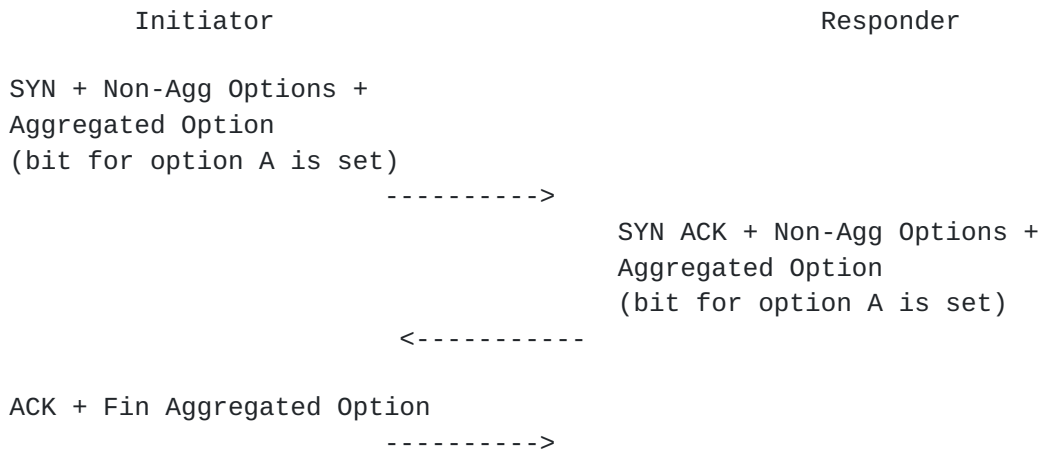 Initiator Responder
SYN + Non-Agg Options +
Aggregated Option
(bit for option A is set)
---------->
SYN ACK + Non-Agg Options +
Aggregated Option
(bit for option A is set)
<-----------
ACK + Fin Aggregated Option
---------->